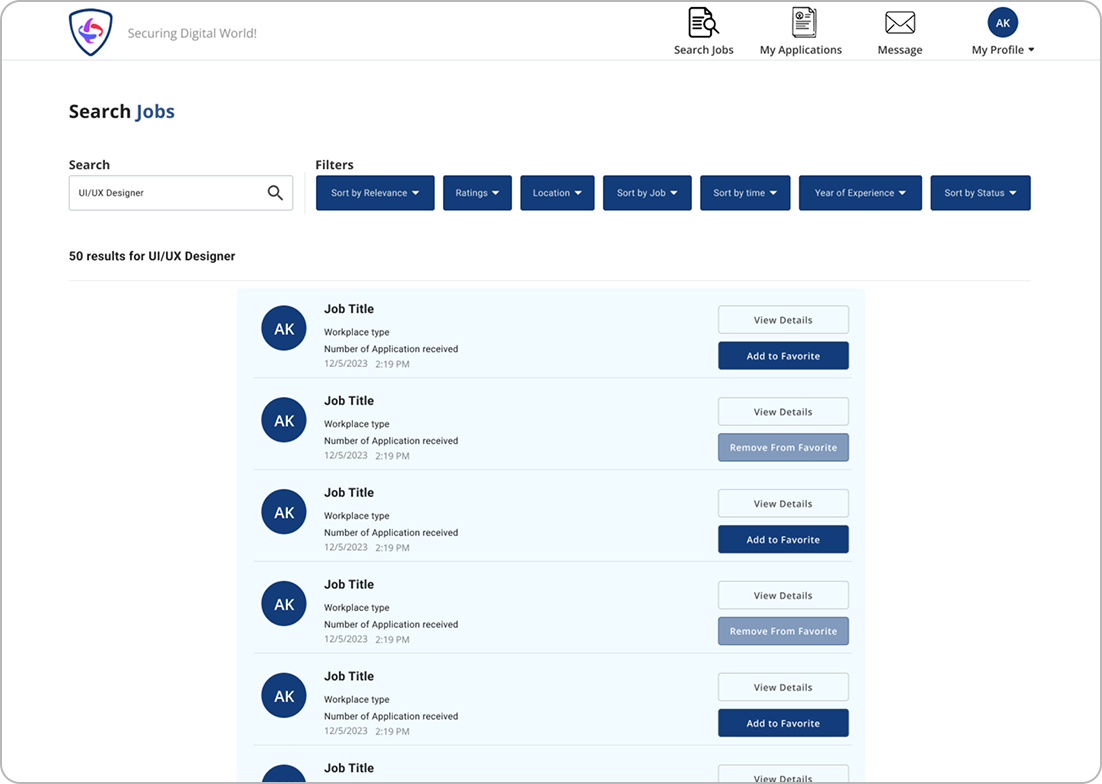 Securing Digital World!
Search Jobs
My Applications
Message
AK
My Profile
Search Jobs
Search
Filters
UI/UX Designer
Sort by Relevance
Ratings
Location
Sort by Job
Sort by time
Year of Experience
Sort by Status
50 results for UI/UX Designer
AK
Job Title
Workplace type
Number of Application received
12/5/2023 2:19 PM
View Details
Add to Favorite
AK
Job Title
Workplace type
Number of Application received
12/5/2023 2:19 PM
View Details
Remove From Favorite
AK
Job Title
Workplace type
Number of Application received
12/5/2023 2:19 PM
View Details
Add to Favorite
AK
Job Title
Workplace type
Number of Application received
12/5/2023 2:19 PM
View Details
Remove From Favorite
AK
Job Title
Workplace type
Number of Application received
12/5/2023 2:19 PM
View Details
Add to Favorite
Job Title
View Details